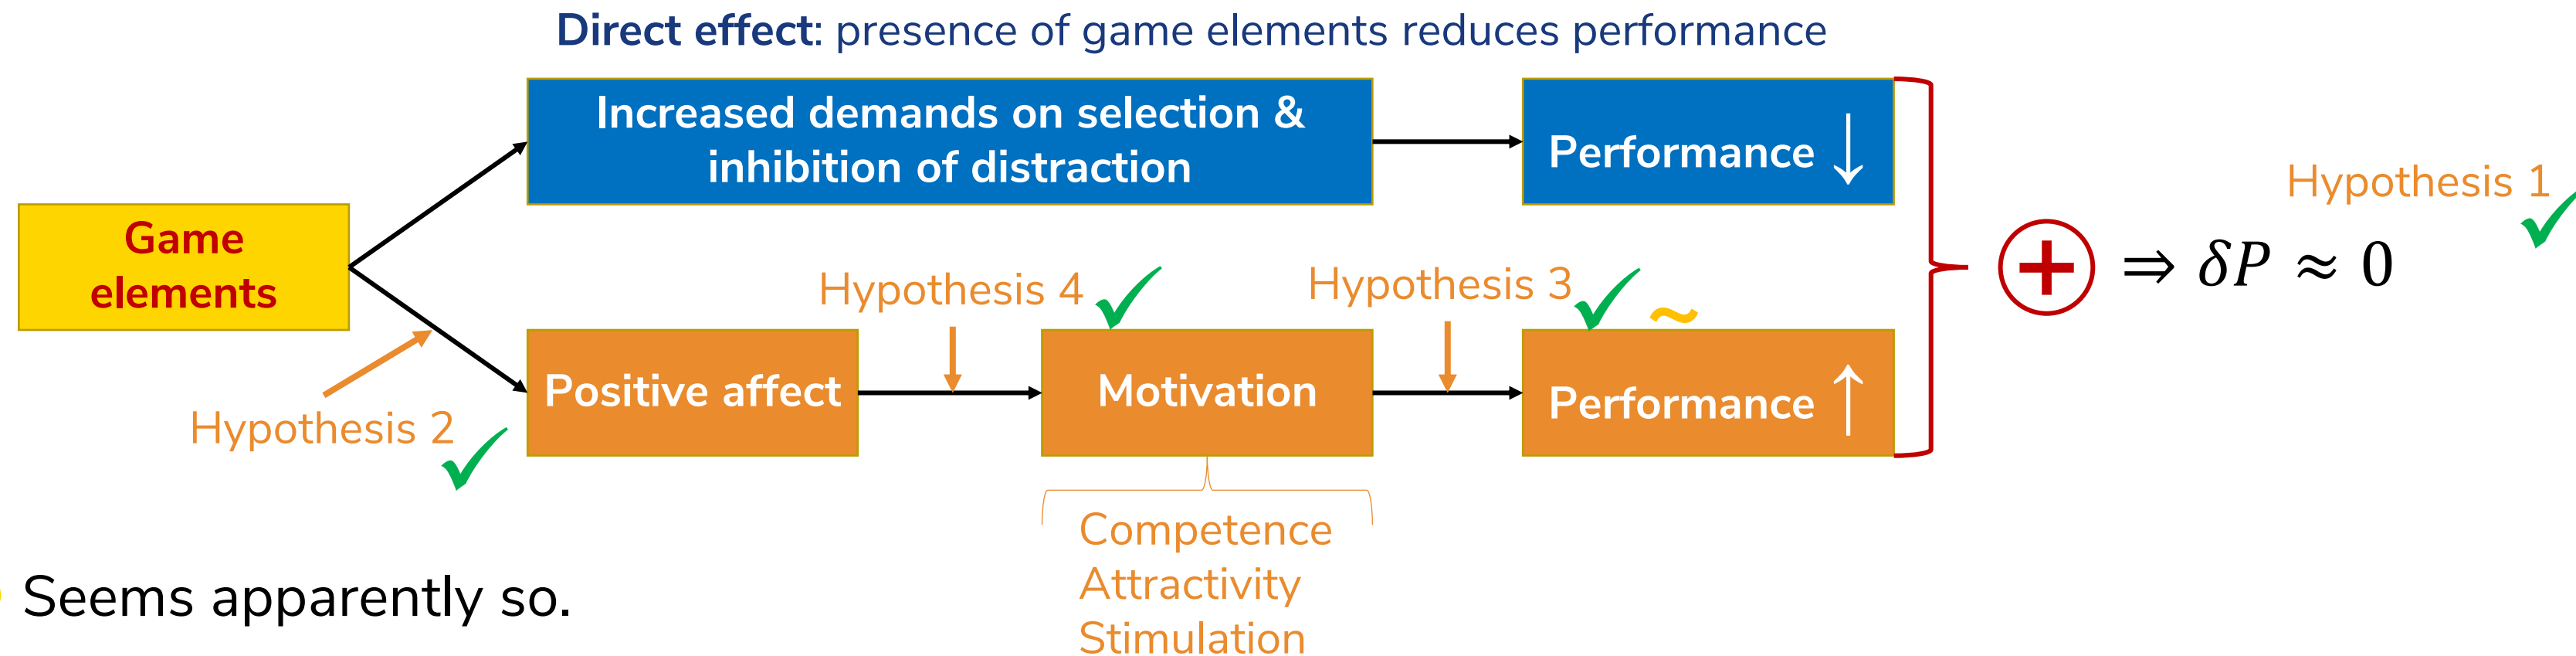 Direct effect: presence of game elements reduces performance
Increased demands on selection &
inhibition of distraction
Performance ↓
Hypothesis 1
Game
elements
⇒ δP ≈ 0
Hypothesis 4
Hypothesis 3
~
Positive affect
Motivation
Performance ↑
Hypothesis 2
Competence
Attractivity
Stimulation
Seems apparently so.